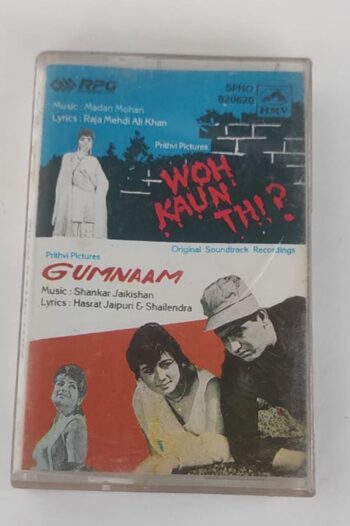 RPG
SPHO
820620
HMV
Music : Madan Mohan
Lyrics : Raja Mehdi Ali Khan
Prithvi Pictures
WOH
KAUN
THI?
Original Soundtrack Recordings
Prithvi Pictures
GUMNAAM
Music : Shankar Jaikishan
Lyrics : Hasrat Jaipuri & Shailendra